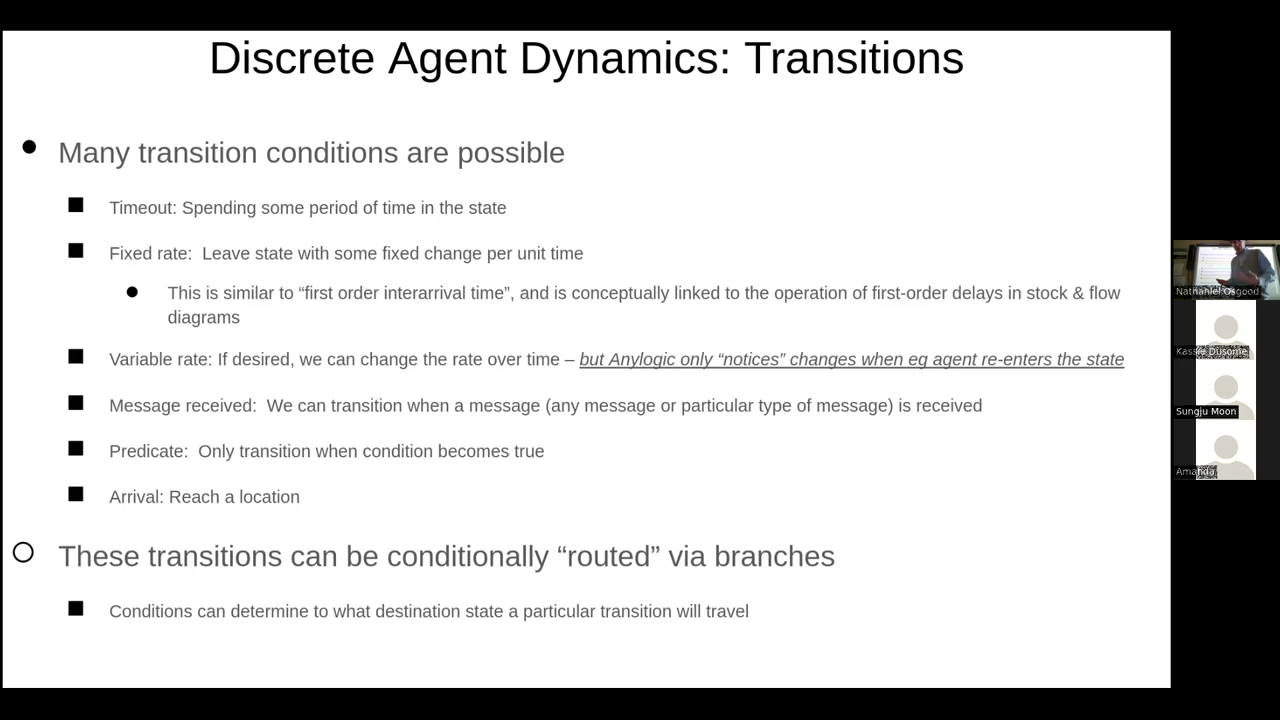 Discrete Agent Dynamics: Transitions
Many transition conditions are possible
Timeout: Spending some period of time in the state
Fixed rate:  Leave state with some fixed change per unit time
This is similar to “first order interarrival time”, and is conceptually linked to the operation of first-order delays in stock & flow
diagrams
Variable rate: If desired, we can change the rate over time – but Anylogic only “notices” changes when eg agent re-enters the state
Message received:  We can transition when a message (any message or particular type of message) is received
Predicate:  Only transition when condition becomes true
Arrival: Reach a location
These transitions can be conditionally “routed” via branches
Conditions can determine to what destination state a particular transition will travel
Nathaniel Osgood
Kassie Dusome
Sungju Moon
Amanda